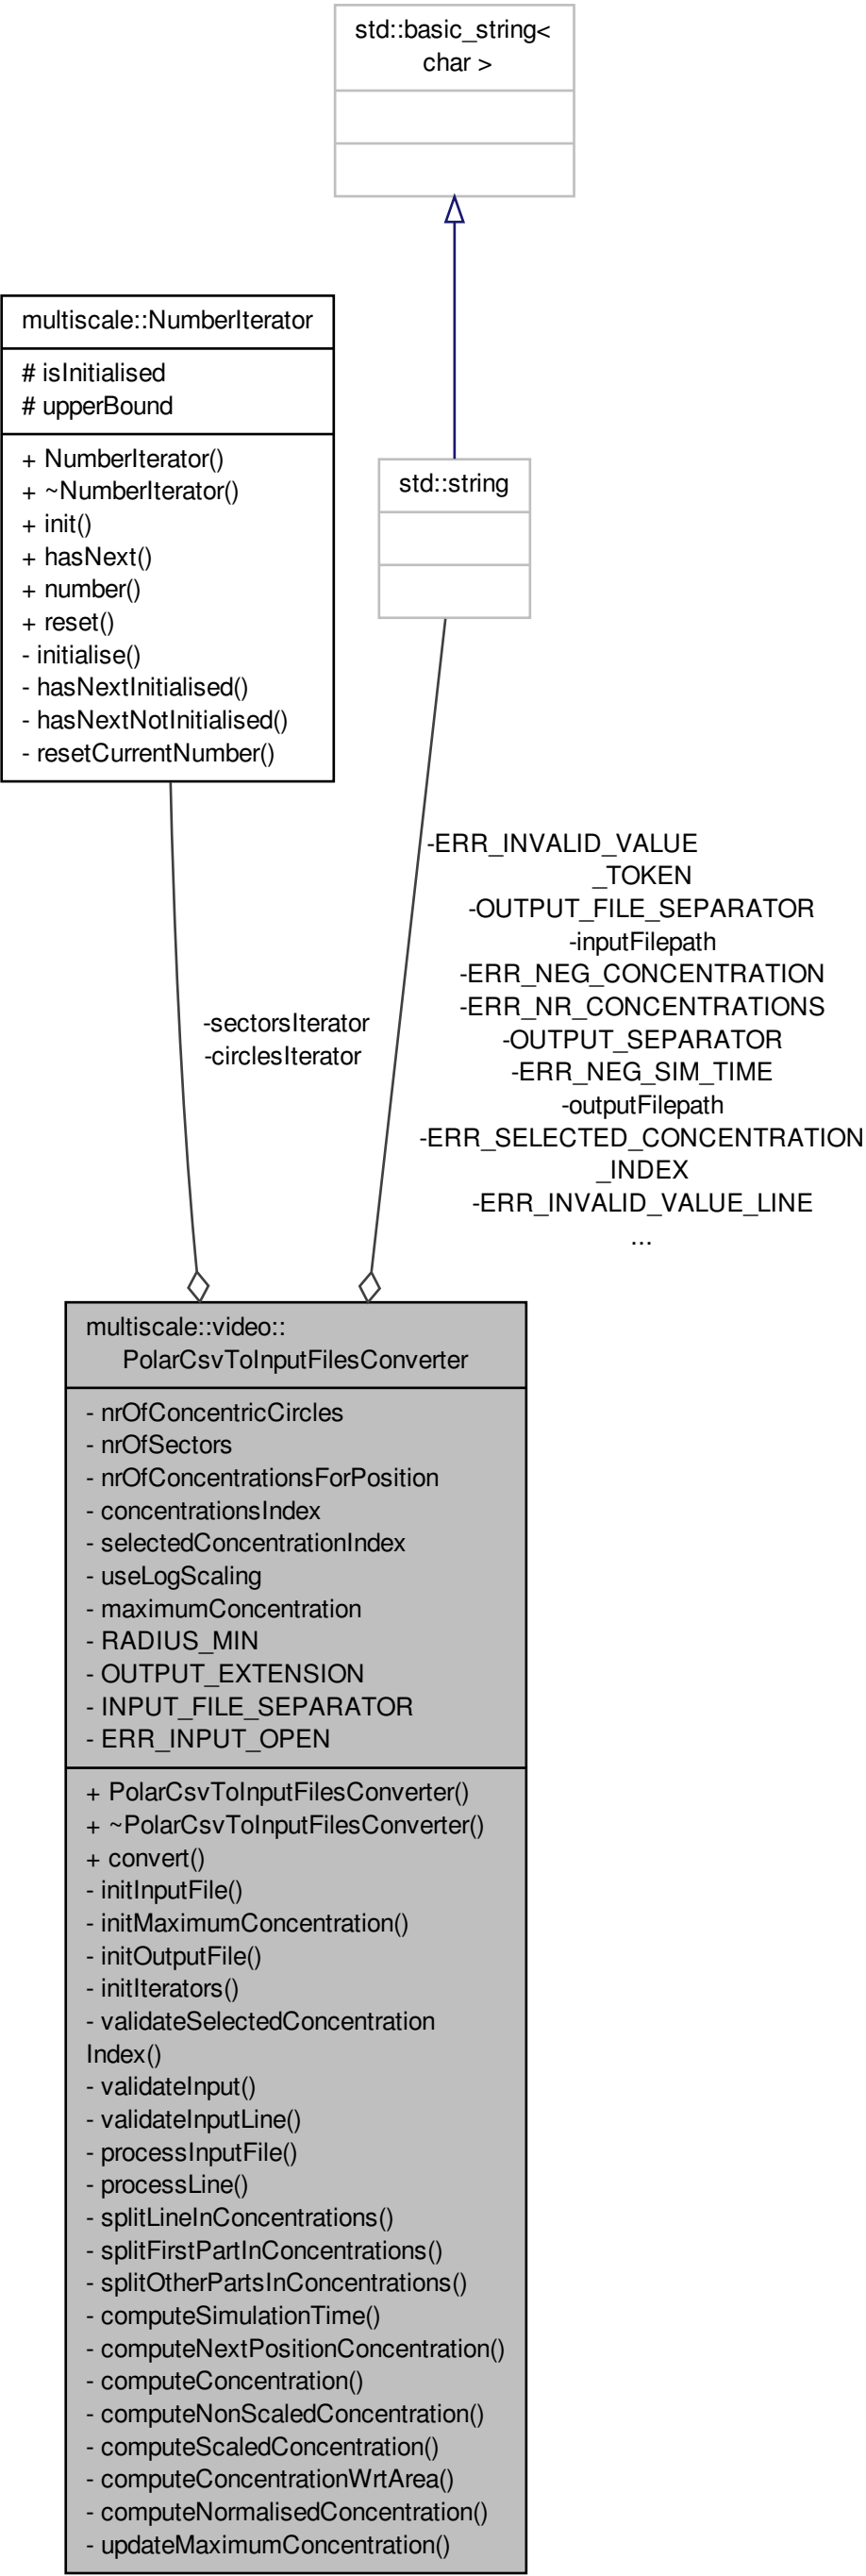 std::basic_string<
char >
multiscale::NumberIterator
# isInitialised
# upperBound
+ NumberIterator()
+ ~NumberIterator()
+ init()
+ hasNext()
+ number()
+ reset()
- initialise()
- hasNextInitialised()
- hasNextNotInitialised()
- resetCurrentNumber()
std::string
-sectorsIterator
-circlesIterator
-ERR_INVALID_VALUE
_TOKEN
-OUTPUT_FILE_SEPARATOR
-inputFilepath
-ERR_NEG_CONCENTRATION
-ERR_NR_CONCENTRATIONS
-OUTPUT_SEPARATOR
-ERR_NEG_SIM_TIME
-outputFilepath
-ERR_SELECTED_CONCENTRATION
_INDEX
-ERR_INVALID_VALUE_LINE
...
multiscale::video::
PolarCsvToInputFilesConverter
- nrOfConcentricCircles
- nrOfSectors
- nrOfConcentrationsForPosition
- concentrationsIndex
- selectedConcentrationIndex
- useLogScaling
- maximumConcentration
- RADIUS_MIN
- OUTPUT_EXTENSION
- INPUT_FILE_SEPARATOR
- ERR_INPUT_OPEN
+ PolarCsvToInputFilesConverter()
+ ~PolarCsvToInputFilesConverter()
+ convert()
- initInputFile()
- initMaximumConcentration()
- initOutputFile()
- initIterators()
- validateSelectedConcentration
Index()
- validateInput()
- validateInputLine()
- processInputFile()
- processLine()
- splitLineInConcentrations()
- splitFirstPartInConcentrations()
- splitOtherPartsInConcentrations()
- computeSimulationTime()
- computeNextPositionConcentration()
- computeConcentration()
- computeNonScaledConcentration()
- computeScaledConcentration()
- computeConcentrationWrtArea()
- computeNormalisedConcentration()
- updateMaximumConcentration()